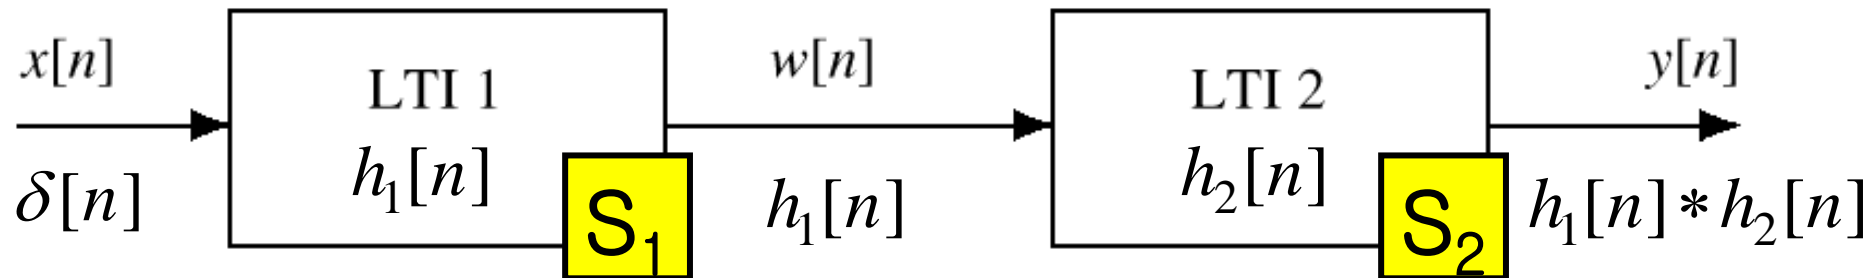 x[n] LTI 1 w[n] LTI 2 y[n]
δ[n] h₁[n] S₁ h₁[n] h₂[n] S₂ h₁[n]∗h₂[n]